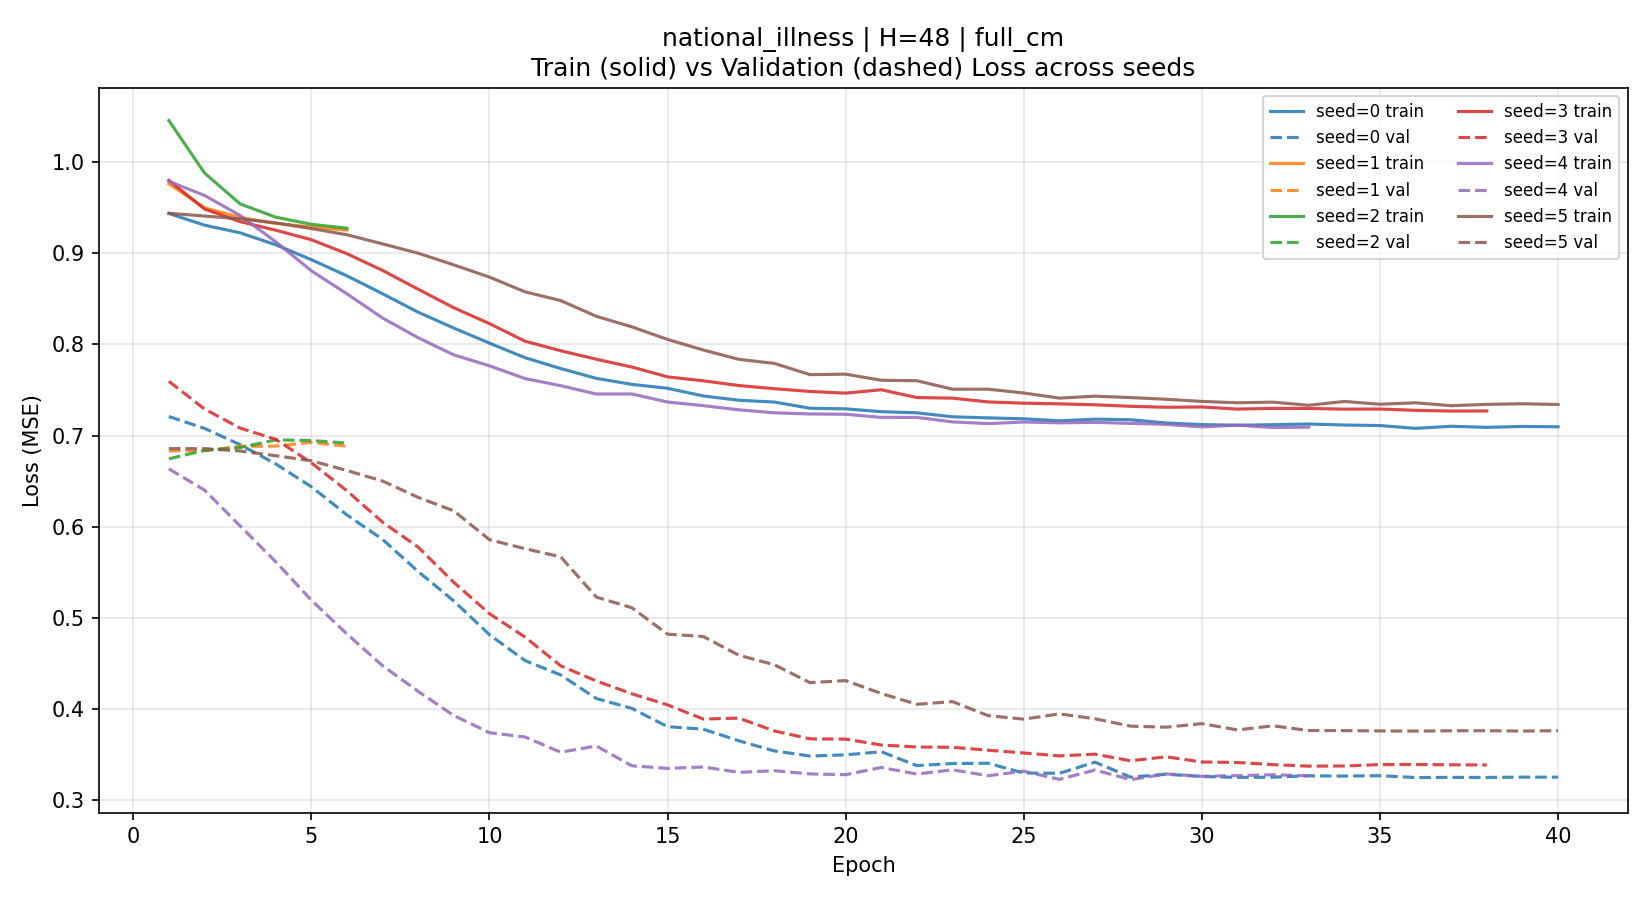 national_illness | H=48 | full_cm
Train (solid) vs Validation (dashed) Loss across seeds
seed=0 train
seed=0 val
seed=1 train
seed=1 val
seed=2 train
seed=2 val
seed=3 train
seed=3 val
seed=4 train
seed=4 val
seed=5 train
seed=5 val
Loss (MSE)
1.0
0.9
0.8
0.7
0.6
0.5
0.4
0.3
0 5 10 15 20 25 30 35 40
Epoch